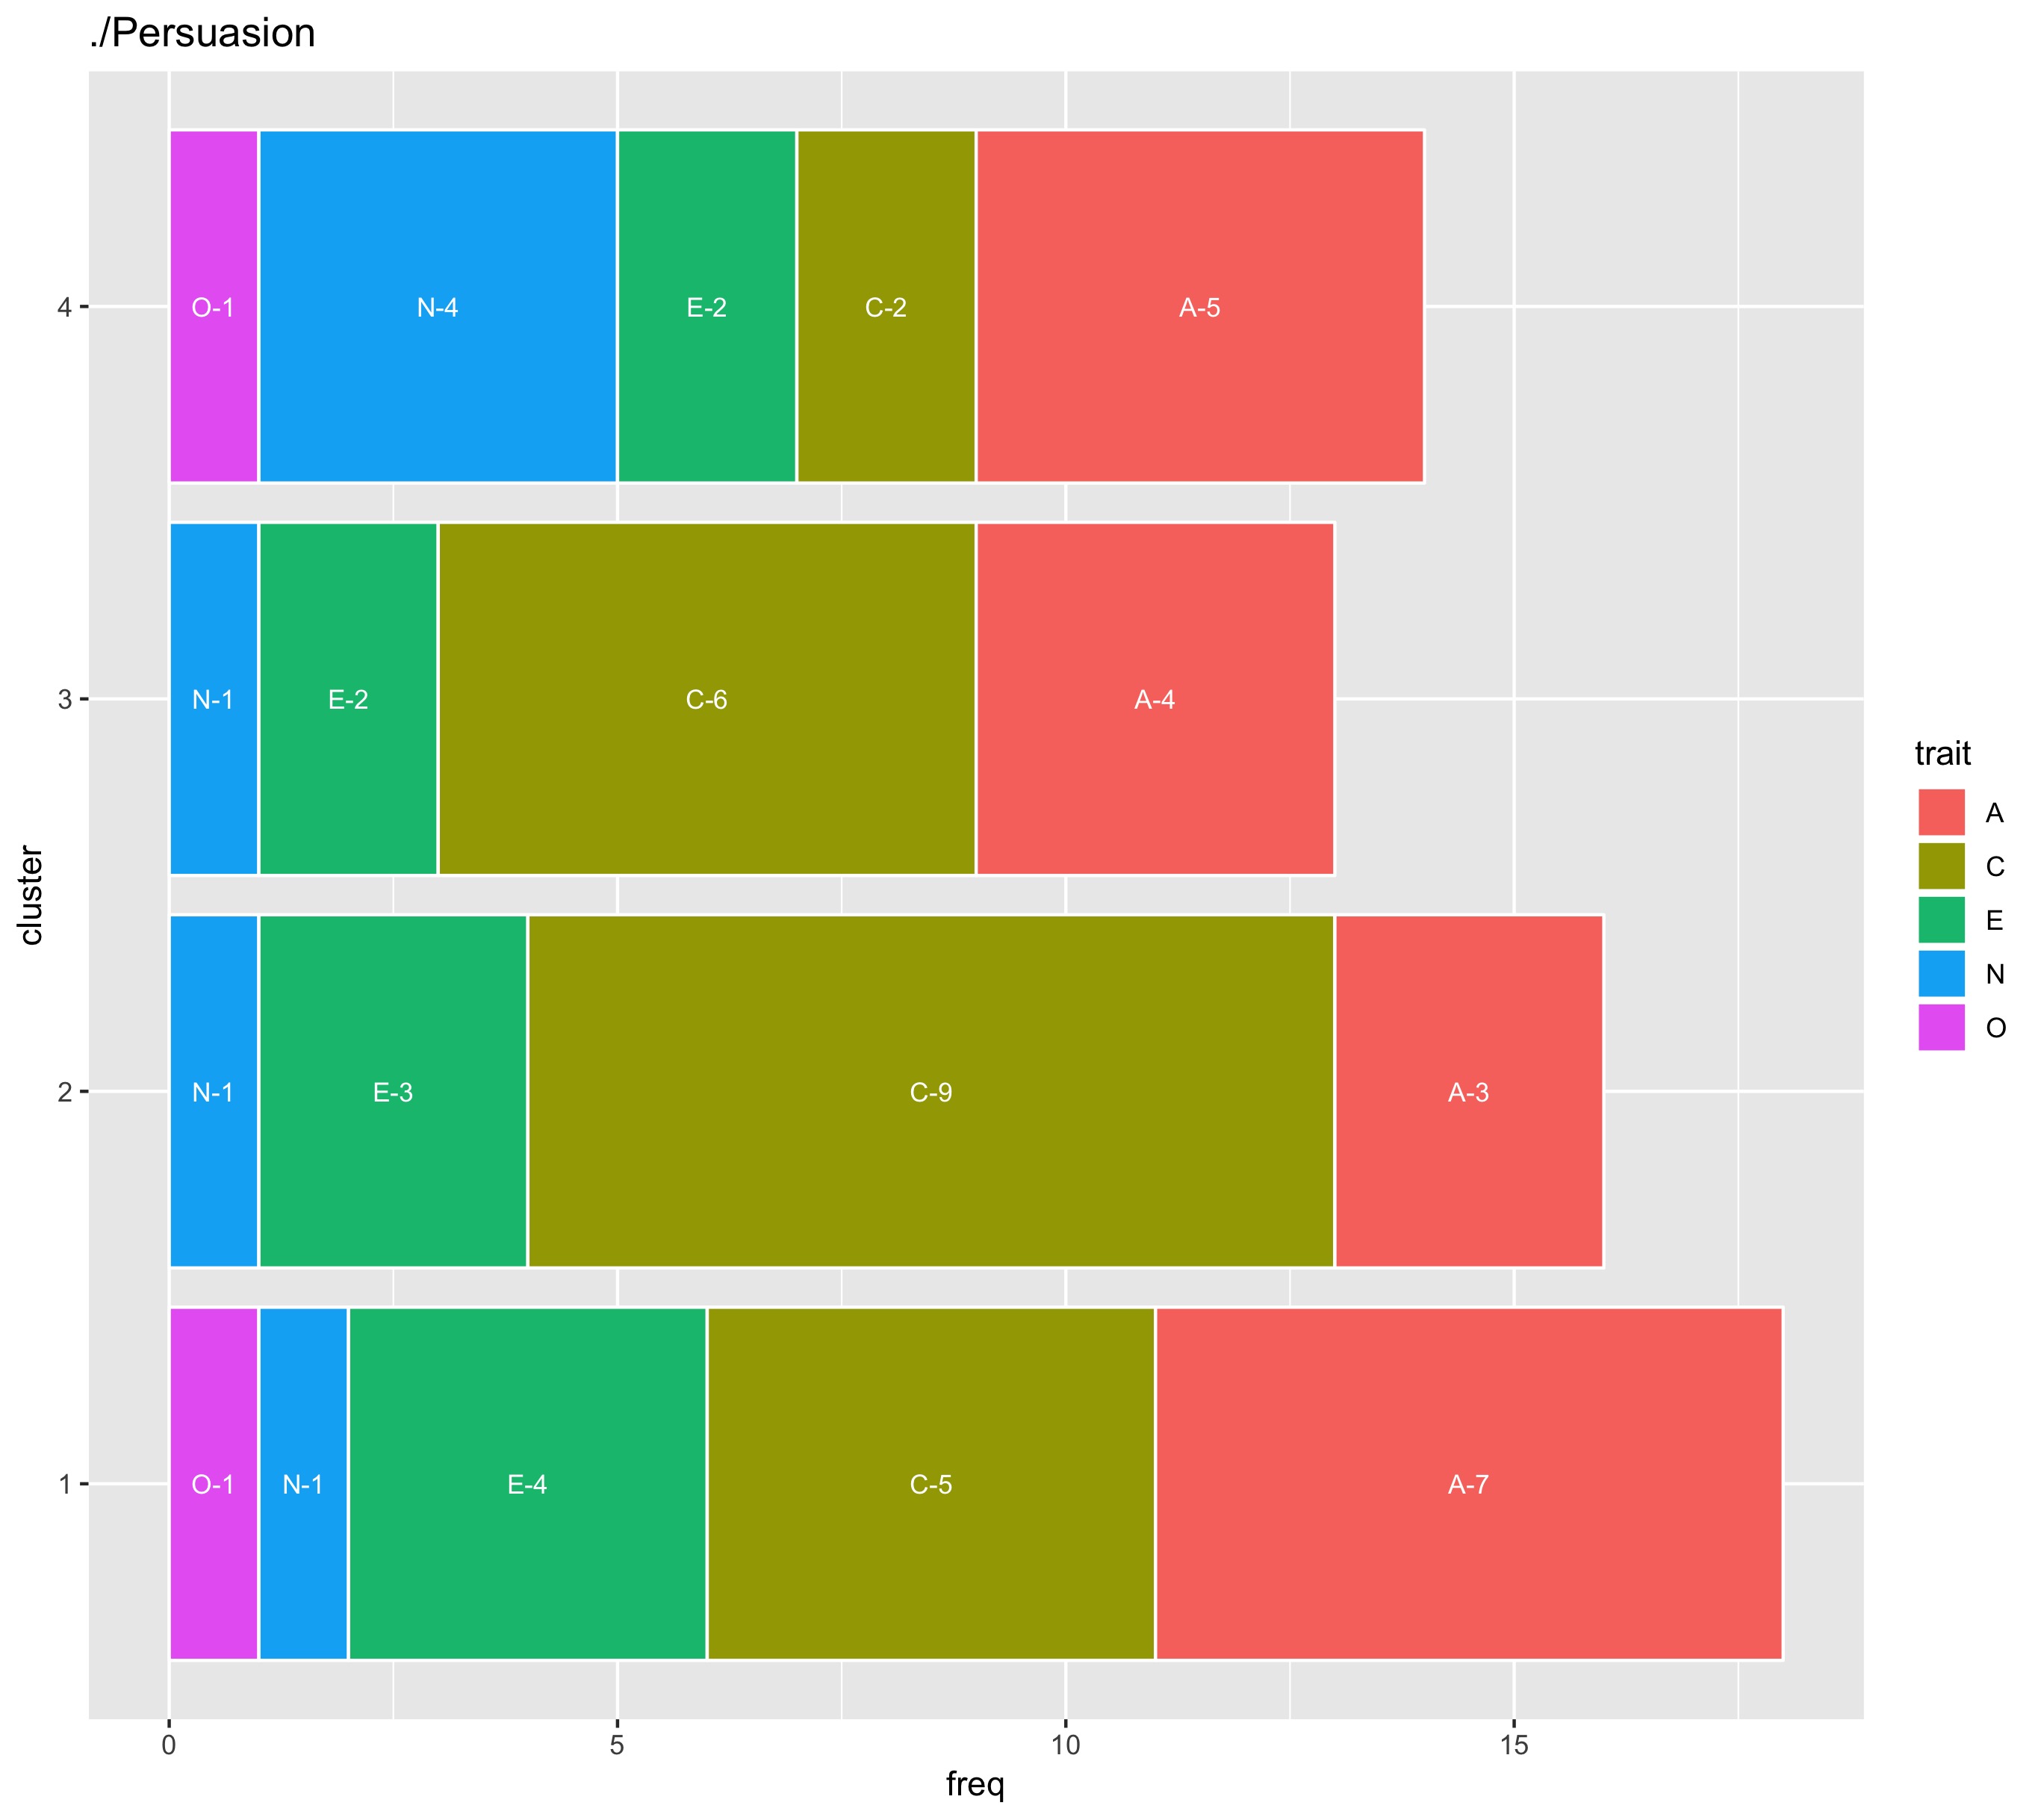 ./Persuasion
4
O-1 N-4 E-2 C-2 A-5
3
N-1 E-2 C-6 A-4
2
N-1 E-3 C-9 A-3
1
O-1 N-1 E-4 C-5 A-7
0 5 10 15
freq
cluster
trait
A
C
E
N
O